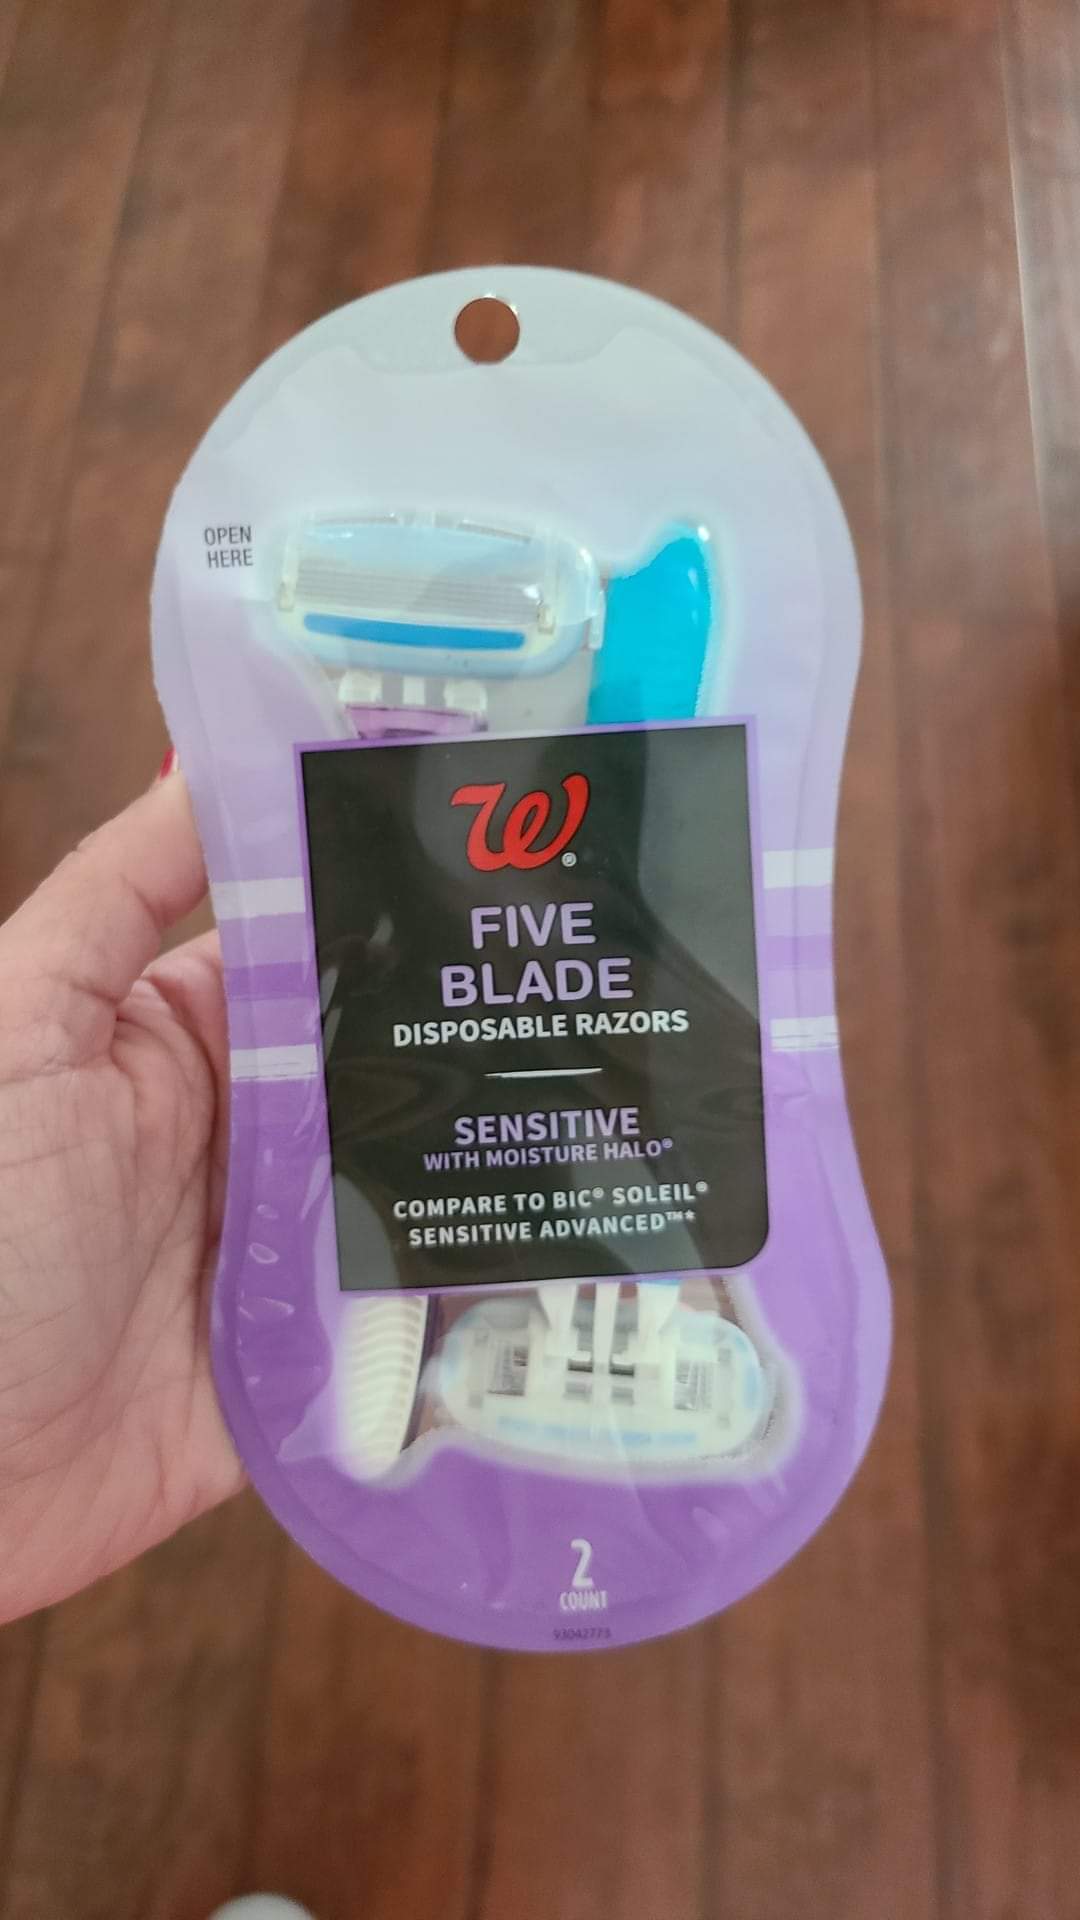 OPEN
HERE
W®
FIVE
BLADE
DISPOSABLE RAZORS
SENSITIVE
WITH MOISTURE HALO®
COMPARE TO BIC® SOLEIL®
SENSITIVE ADVANCED™*
2
COUNT